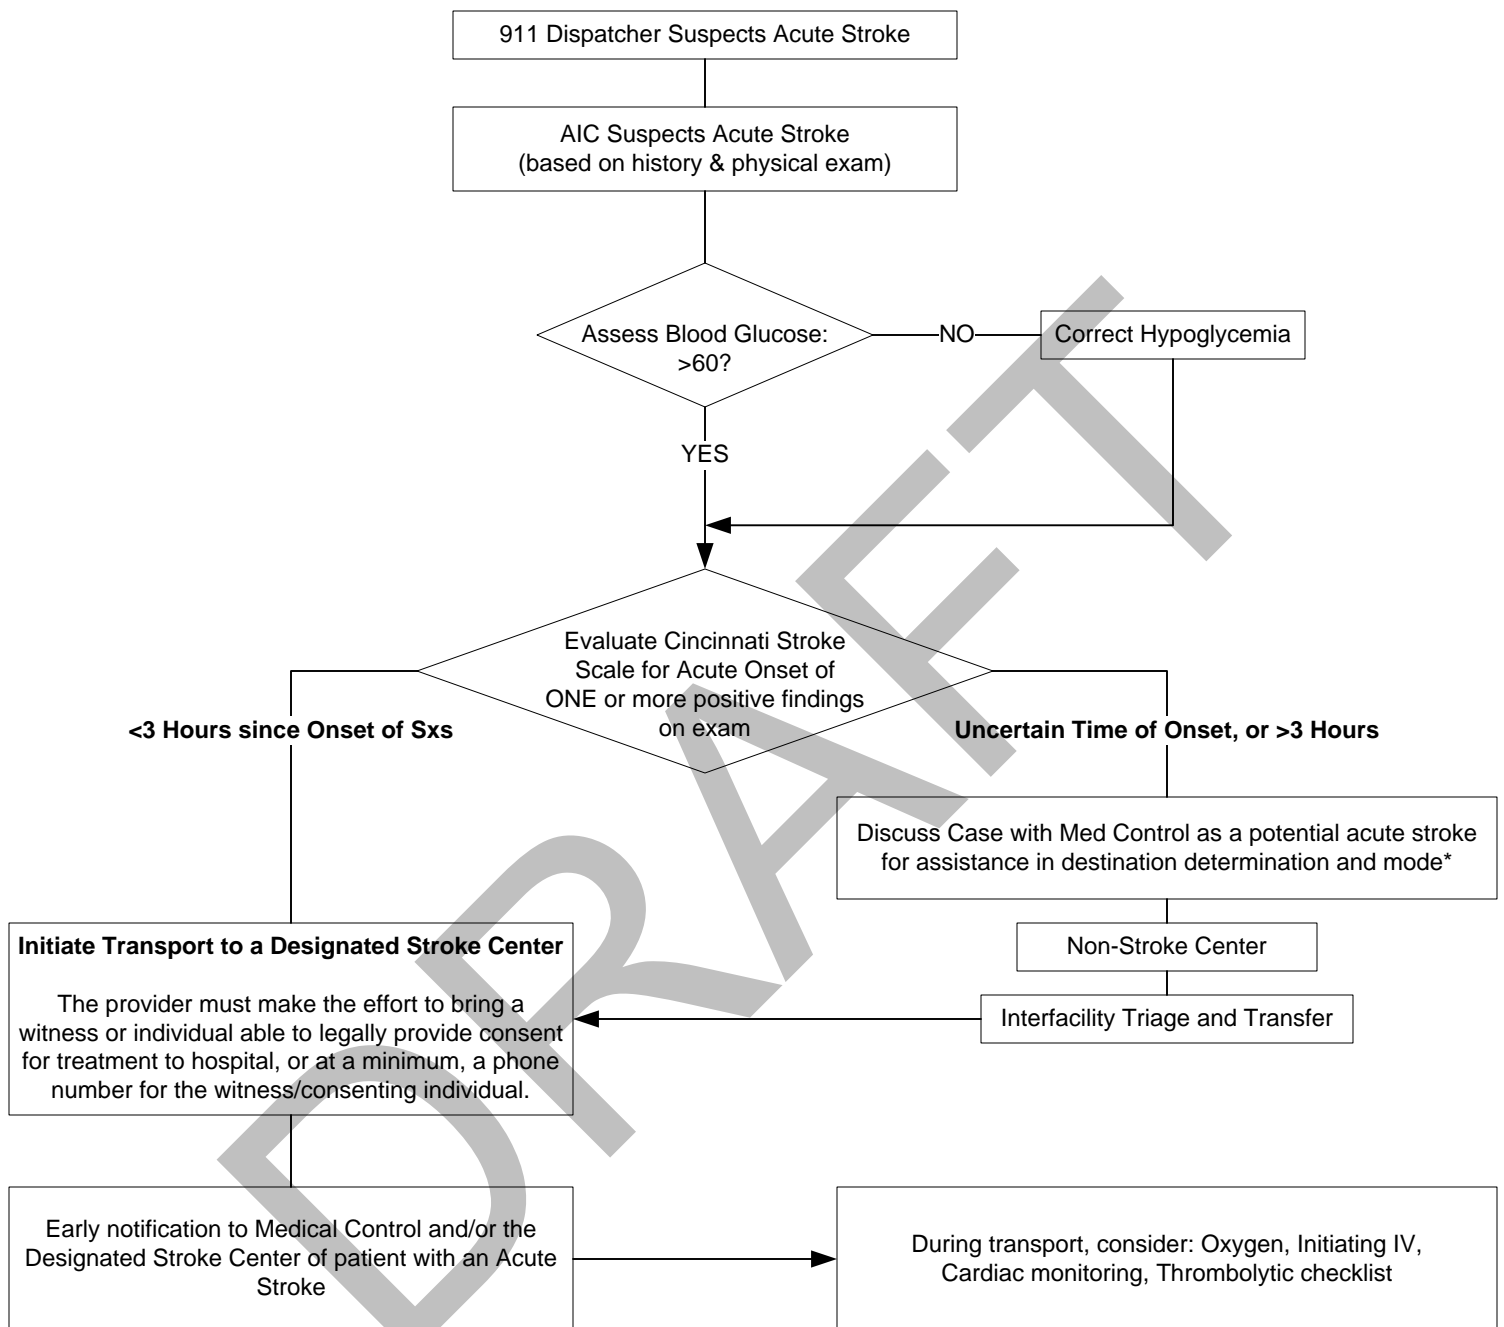 911 Dispatcher Suspects Acute Stroke
AIC Suspects Acute Stroke
(based on history & physical exam)
Assess Blood Glucose:
>60?
NO
Correct Hypoglycemia
YES
Evaluate Cincinnati Stroke
Scale for Acute Onset of
ONE or more positive findings
on exam
<3 Hours since Onset of Sxs
Uncertain Time of Onset, or >3 Hours
Discuss Case with Med Control as a potential acute stroke
for assistance in destination determination and mode*
Non-Stroke Center
Interfacility Triage and Transfer
Initiate Transport to a Designated Stroke Center
The provider must make the effort to bring a
witness or individual able to legally provide consent
for treatment to hospital, or at a minimum, a phone
number for the witness/consenting individual.
Early notification to Medical Control and/or the
Designated Stroke Center of patient with an Acute
Stroke
During transport, consider: Oxygen, Initiating IV,
Cardiac monitoring, Thrombolytic checklist
DRAFT